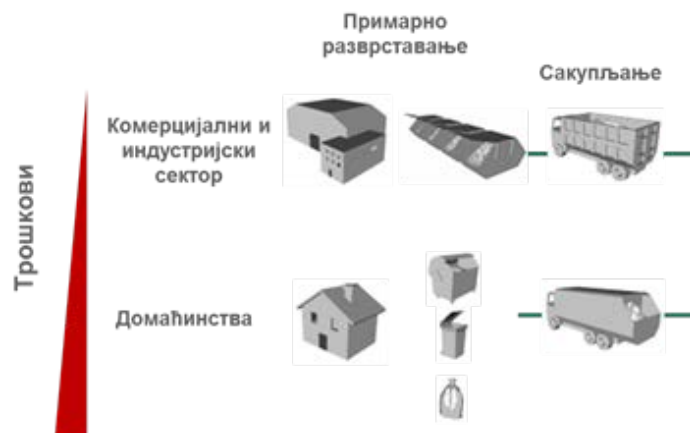 Примарно
разврставање
Сакупљање
Комерцијални и
индустријски
сектор
Трошкови
Домаћинства